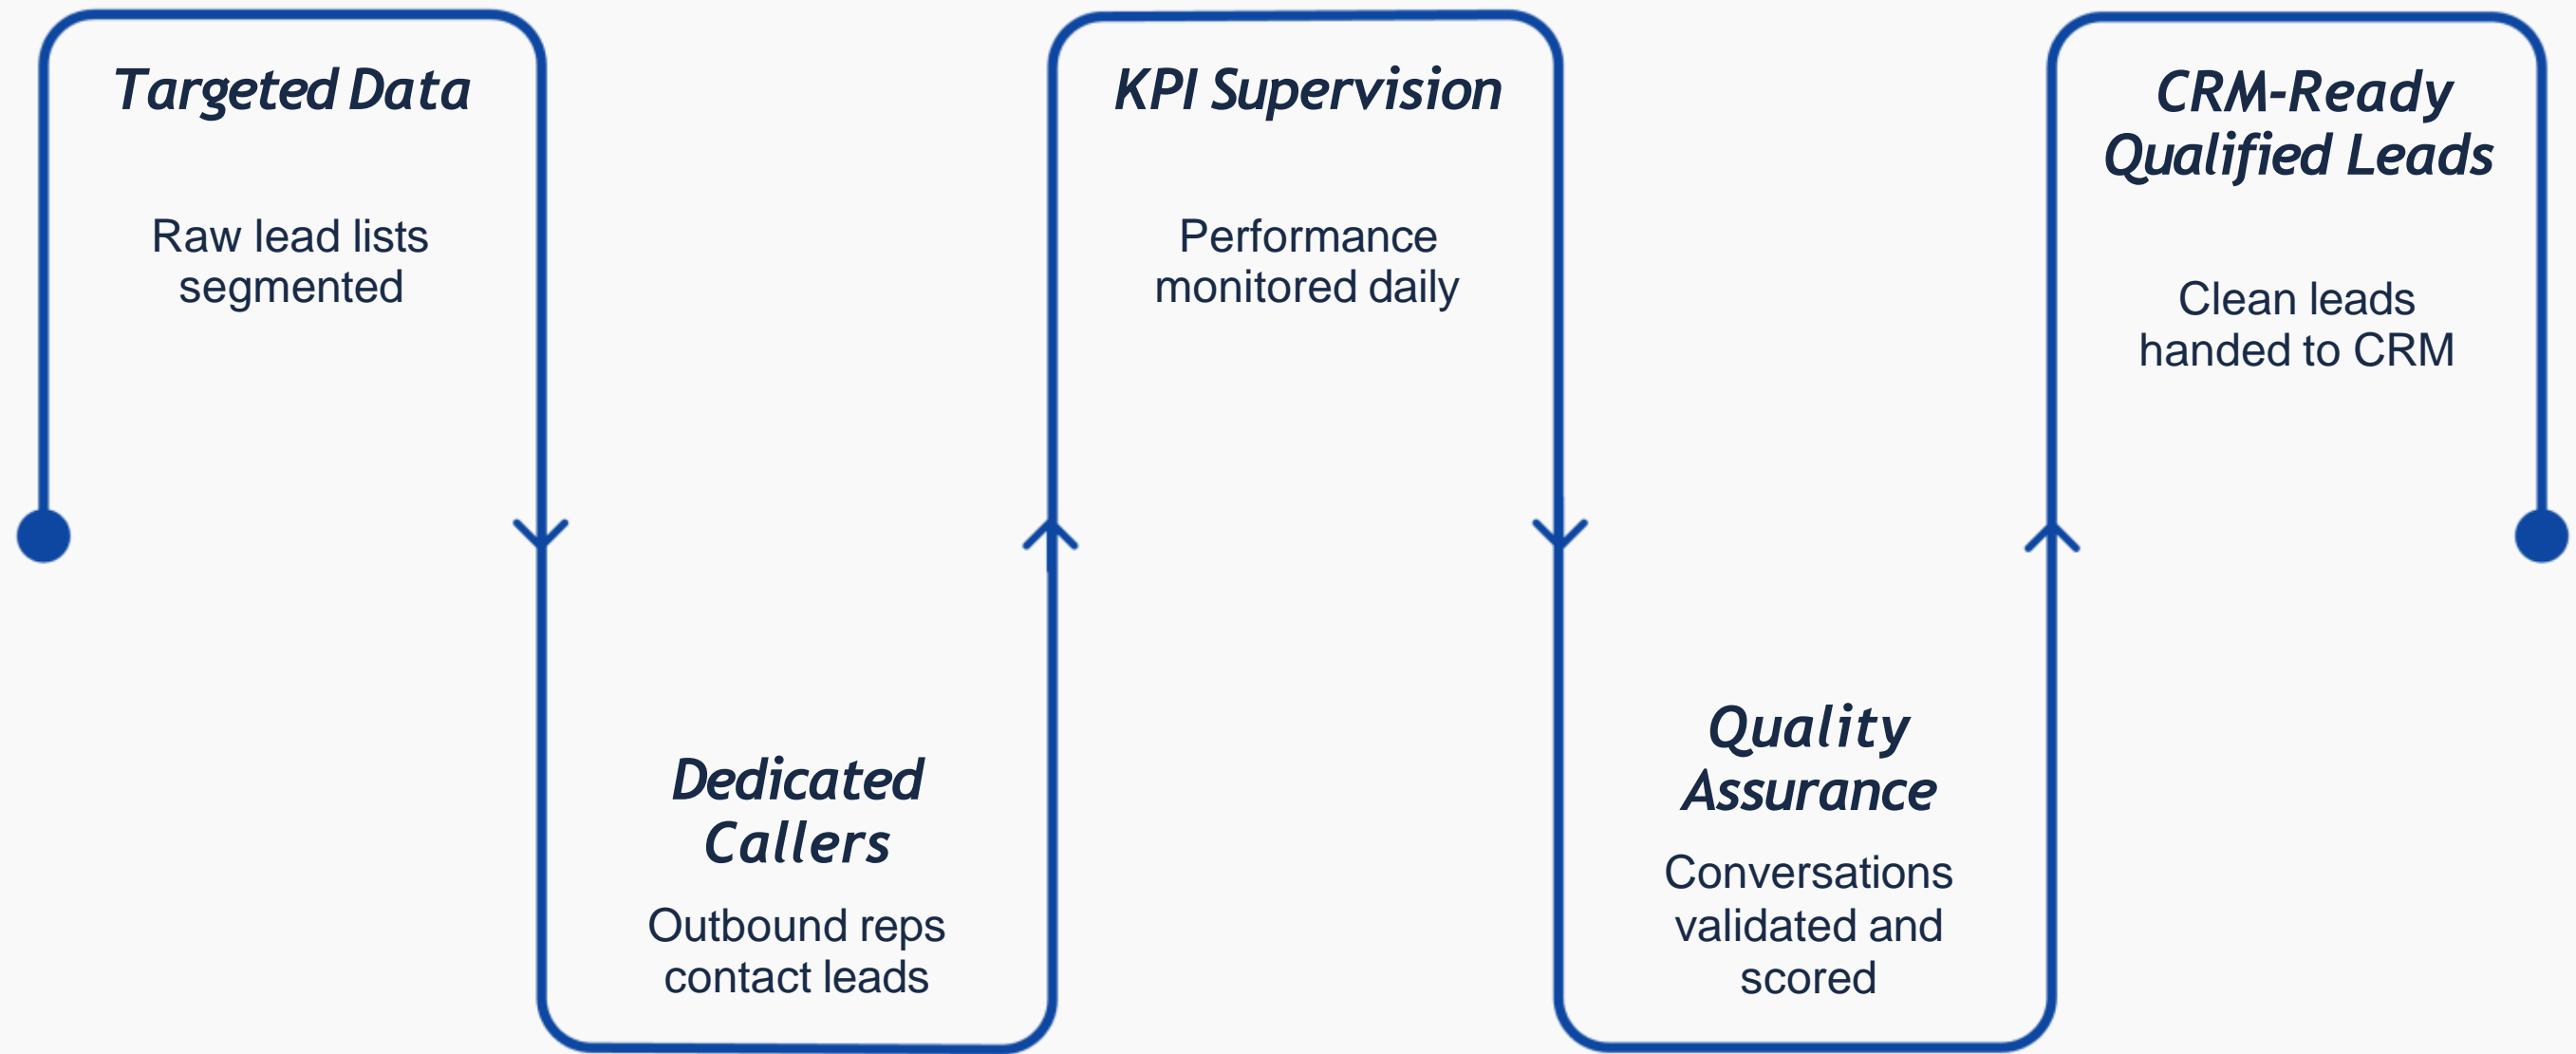 Targeted Data
Raw lead lists
segmented
Dedicated
Callers
Outbound reps
contact leads
KPI Supervision
Performance
monitored daily
Quality
Assurance
Conversations
validated and
scored
CRM-Ready
Qualified Leads
Clean leads
handed to CRM